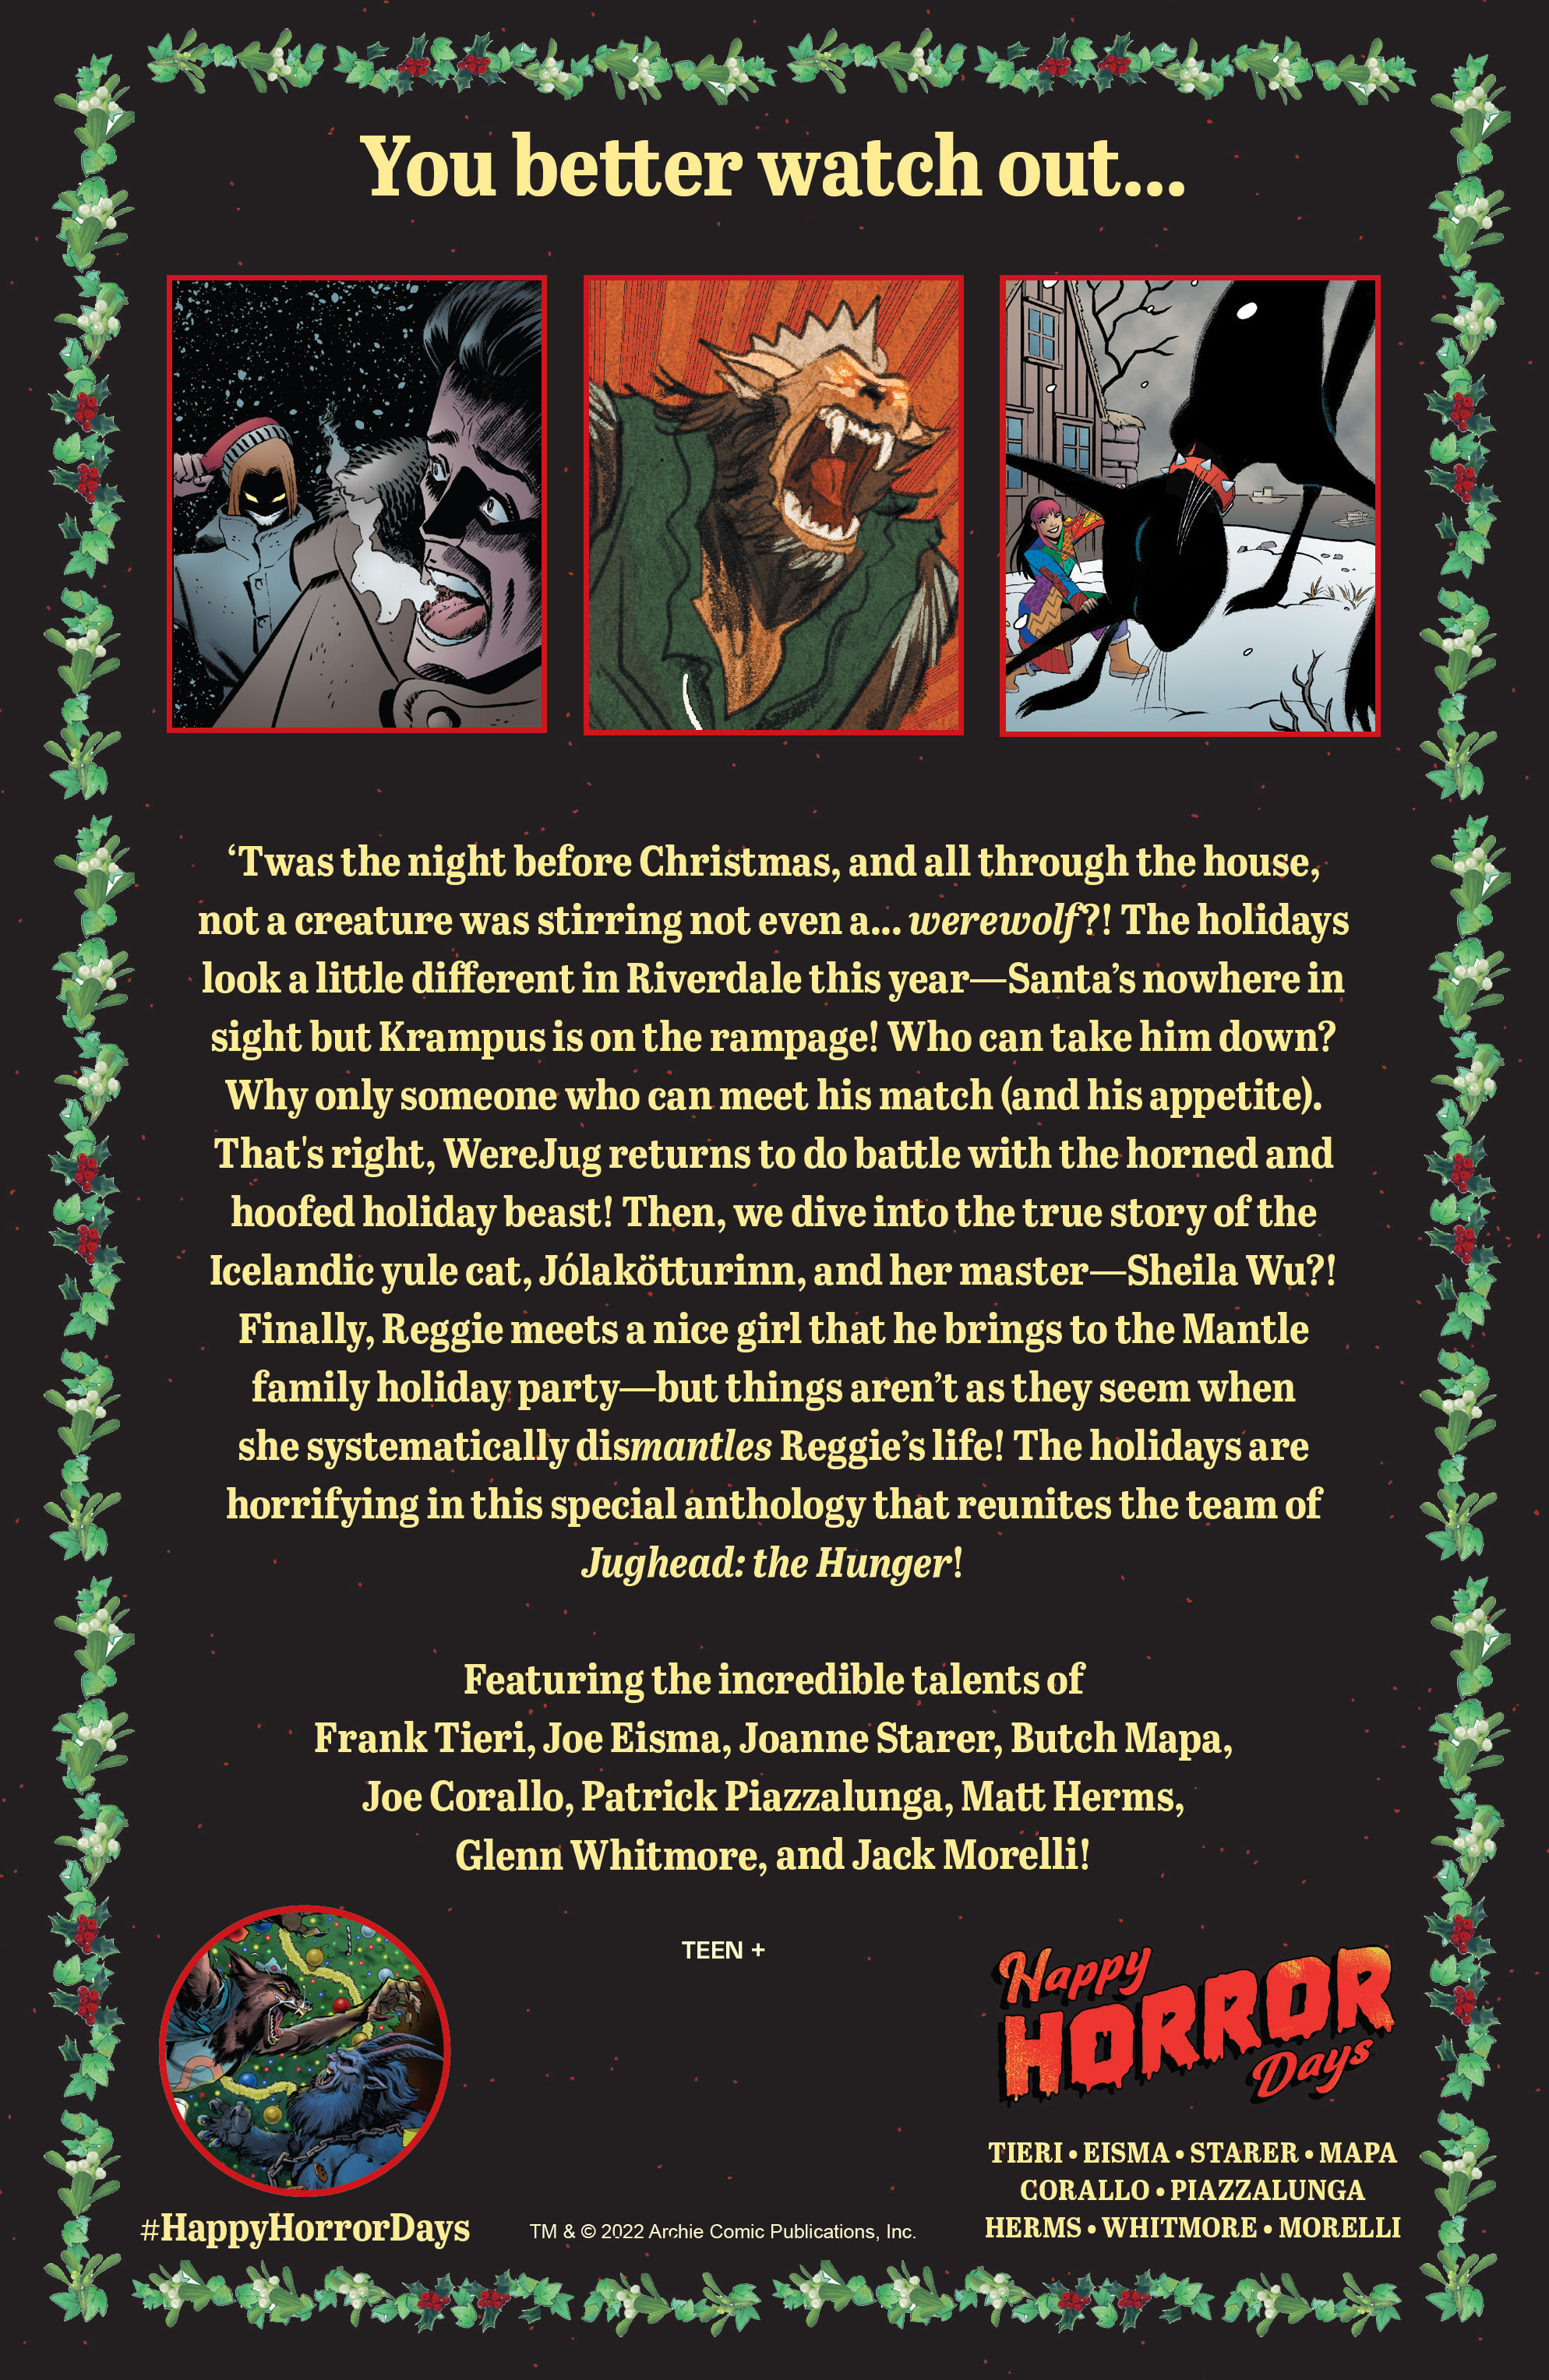 You better watch out...
‘Twas the night before Christmas, and all through the house,
not a creature was stirring not even a... werewolf?! The holidays
look a little different in Riverdale this year—Santa’s nowhere in
sight but Krampus is on the rampage! Who can take him down?
Why only someone who can meet his match (and his appetite).
That's right, WereJug returns to do battle with the horned and
hoofed holiday beast! Then, we dive into the true story of the
Icelandic yule cat, Jólakötturinn, and her master—Sheila Wu?!
Finally, Reggie meets a nice girl that he brings to the Mantle
family holiday party—but things aren’t as they seem when
she systematically dismantles Reggie’s life! The holidays are
horrifying in this special anthology that reunites the team of
Jughead: the Hunger!
Featuring the incredible talents of
Frank Tieri, Joe Eisma, Joanne Starer, Butch Mapa,
Joe Corallo, Patrick Piazzalunga, Matt Herms,
Glenn Whitmore, and Jack Morelli!
TEEN +
Happy
HORROR
Days
TIERI • EISMA • STARER • MAPA
CORALLO • PIAZZALUNGA
HERMS • WHITMORE • MORELLI
#HappyHorrorDays
TM & © 2022 Archie Comic Publications, Inc.